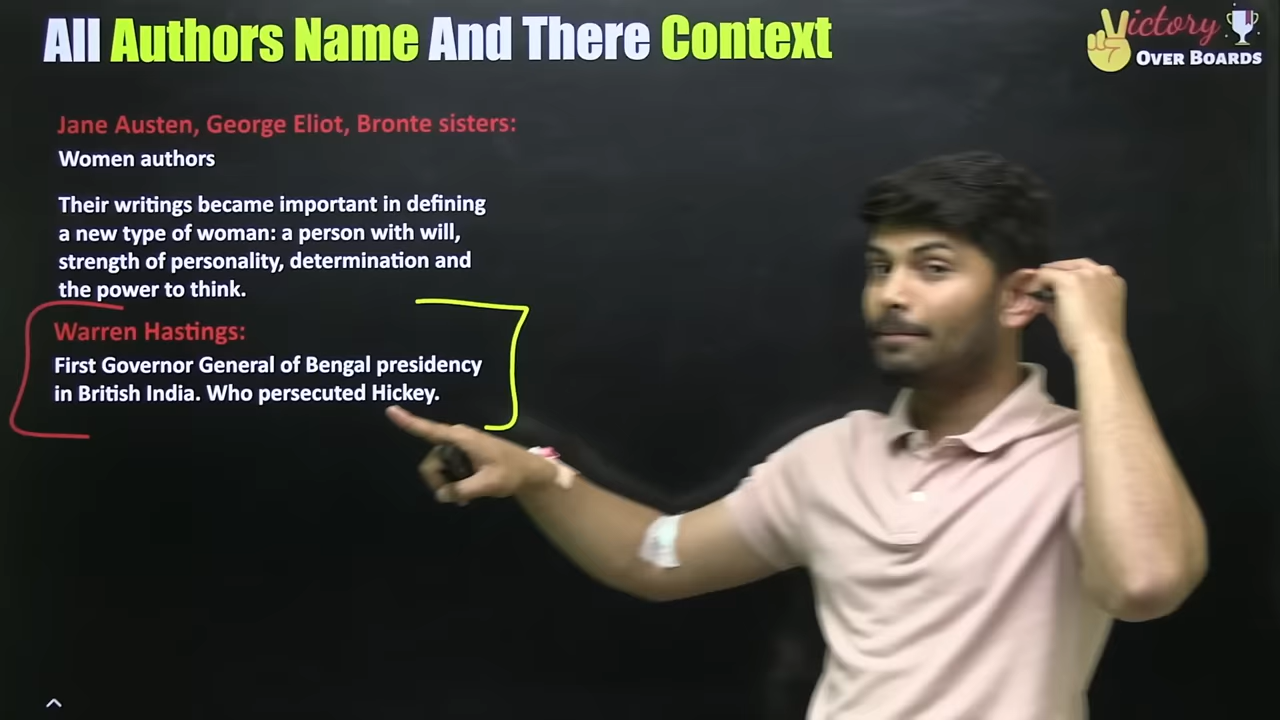 All Authors Name And There Context
Victory
Over Boards
Jane Austen, George Eliot, Bronte sisters:
Women authors
Their writings became important in defining
a new type of woman: a person with will,
strength of personality, determination and
the power to think.
Warren Hastings:
First Governor General of Bengal presidency
in British India. Who persecuted Hickey.